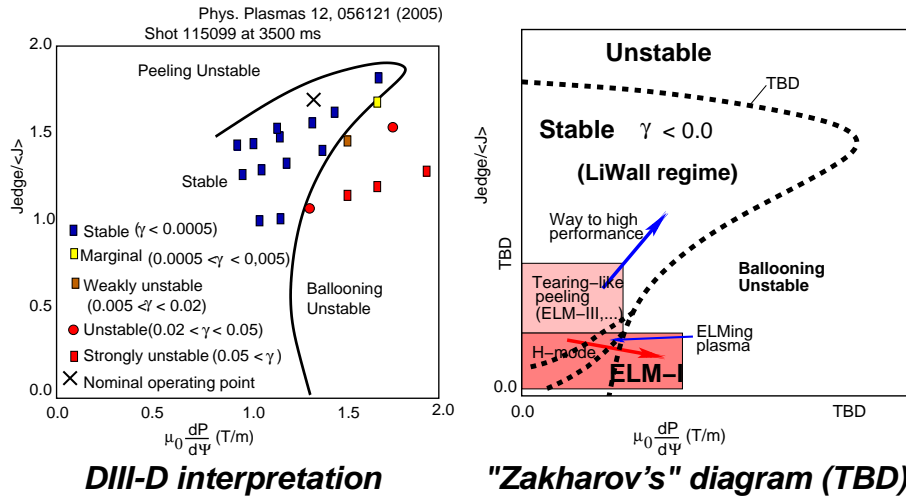 Phys. Plasmas 12, 056121 (2005)
Shot 115099 at 3500 ms
2.0
1.5
1.0
0.5
0.0
Jedge/<J>
Peeling Unstable
Stable
Stable (γ < 0.0005)
Marginal (0.0005 <γ < 0,005)
Weakly unstable
(0.005 <γ < 0.02)
Unstable(0.02 < γ < 0.05)
Strongly unstable (0.05 < γ)
Nominal operating point
Ballooning
Unstable
0.0 0.5 1.0 1.5 2.0
μ0 dP/dΨ (T/m)
DIII-D interpretation
Unstable
TBD
Stable γ < 0.0
(LiWall regime)
Way to high
performance
Jedge/<J>
TBD
Tearing-like
peeling
(ELM-III,...)
Ballooning
Unstable
ELMing
plasma
H-mode
ELM-I
0.0
0.0
TBD
μ0 dP/dΨ (T/m)
"Zakharov's" diagram (TBD)